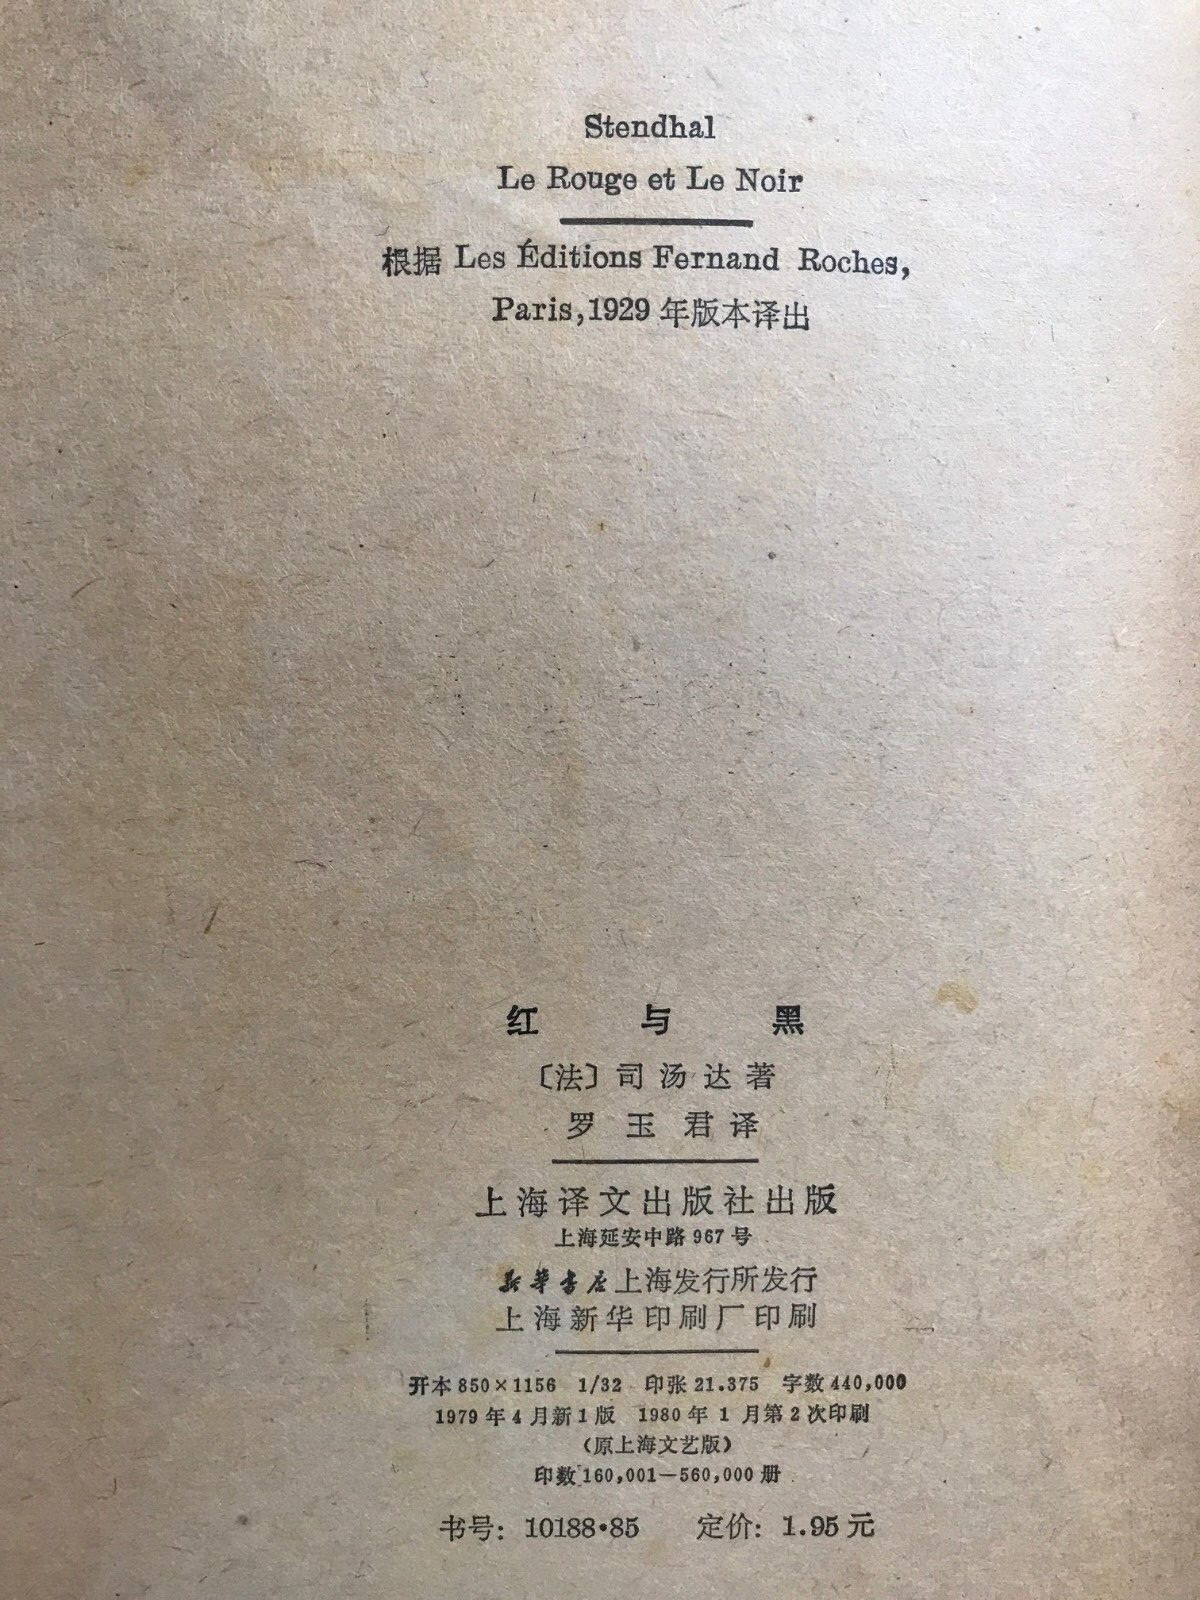 Stendhal
Le Rouge et Le Noir
根据 Les Éditions Fernand Roches,
Paris,1929 年版本译出
红与黑
〔法〕司汤达著
罗玉君译
上海译文出版社出版
上海延安中路 967 号
新华书店上海发行所发行
上海新华印刷厂印刷
开本 850×1156 1/32 印张 21.375 字数 440,000
1979 年 4 月新 1 版 1980 年 1 月第 2 次印刷
(原上海文艺版)
印数 160,001—560,000 册
书号: 10188·85 定价: 1.95 元